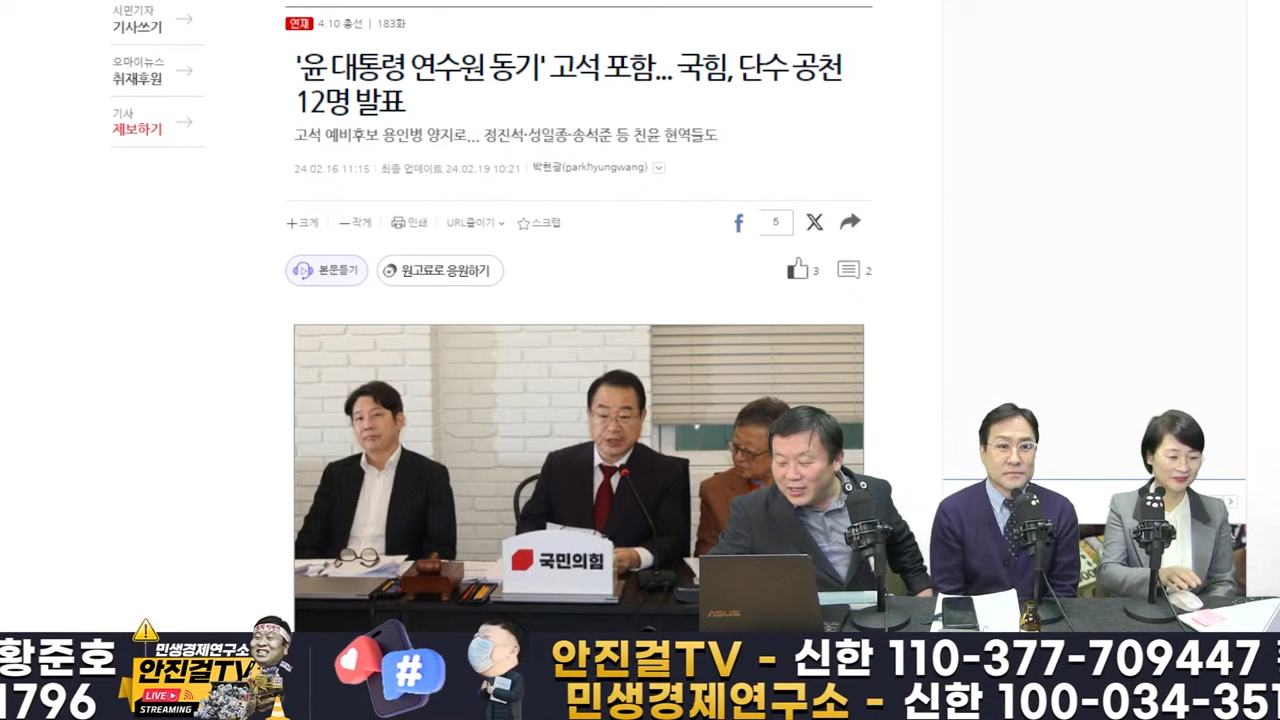 시민기자
기사쓰기
오마이뉴스
취재후원
기사
제보하기
연재 4.10 총선 | 183화
'윤 대통령 연수원 동기' 고석 포함... 국힘, 단수 공천
12명 발표
고석 예비후보 용인병 양지로... 정진석·성일종·송석준 등 친윤 현역들도
24.02.16 11:15 | 최종 업데이트 24.02.19 10:21 | 박현광(parkhyungwang)
+크게 —작게 인쇄 URL줄이기 스크랩
5
본문듣기 원고료로 응원하기
3 2
국민의힘
ASUS
황준호
1796
민생경제연구소
안진걸TV
LIVE
STREAMING
#
안진걸TV - 신한 110-377-709447
민생경제연구소 - 신한 100-034-351